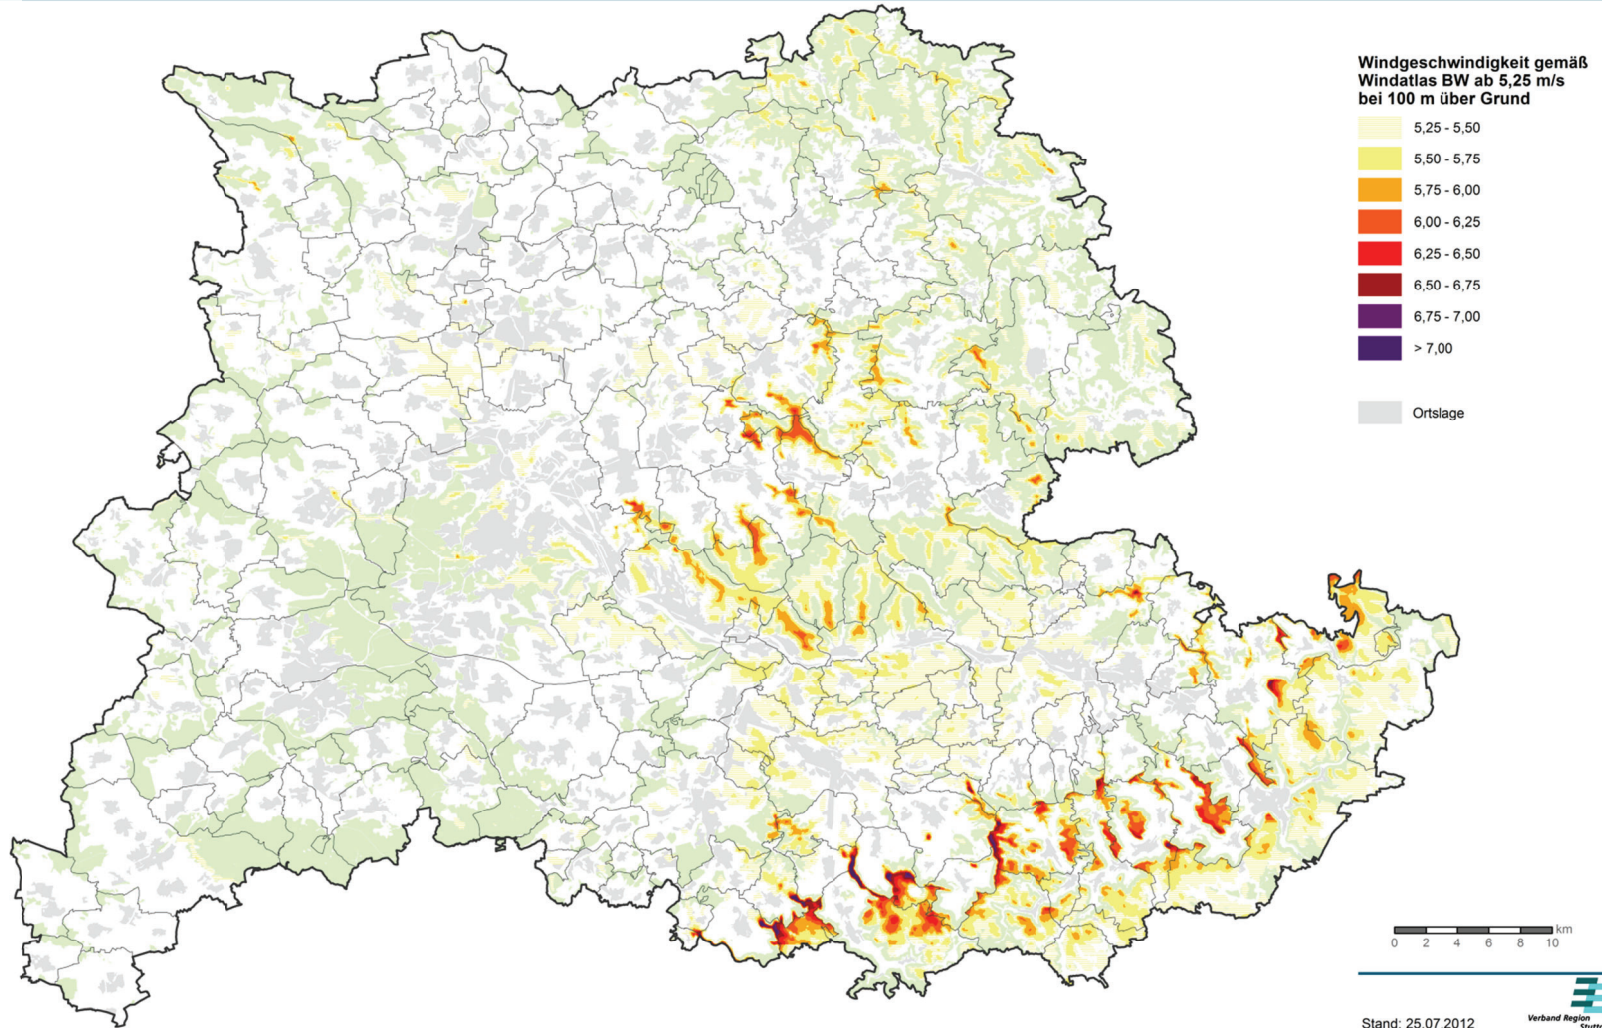 Windgeschwindigkeit gemäß
Windatlas BW ab 5,25 m/s
bei 100 m über Grund
5,25 - 5,50
5,50 - 5,75
5,75 - 6,00
6,00 - 6,25
6,25 - 6,50
6,50 - 6,75
6,75 - 7,00
> 7,00
Ortslage
km
0 2 4 6 8 10
Stand: 25.07.2012
Verband Region